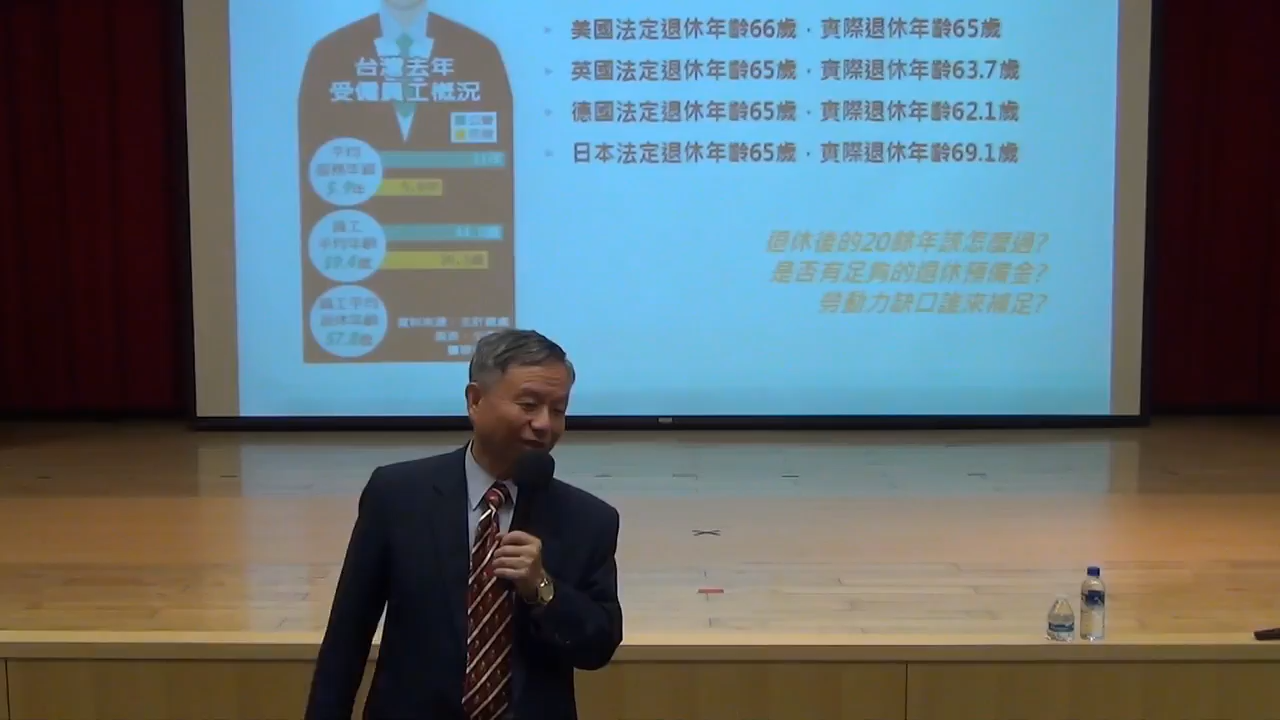 美國法定退休年齡66歲，實際退休年齡65歲
英國法定退休年齡65歲，實際退休年齡63.7歲
德國法定退休年齡65歲，實際退休年齡62.1歲
日本法定退休年齡65歲，實際退休年齡69.1歲
退休後的20餘年該怎麼過?
是否有足夠的退休預備金?
勞動力缺口誰來補足?
台灣去年
受僱員工概況
平均
服務年資
5.9年
員工
平均年齡
39.4歲
員工平均
退休年齡
57.8歲